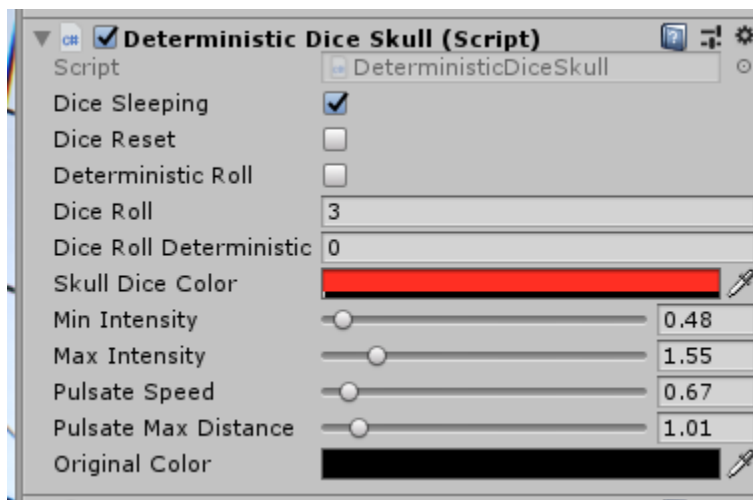 Deterministic Dice Skull (Script)
Script DeterministicDiceSkull
Dice Sleeping
Dice Reset
Deterministic Roll
Dice Roll 3
Dice Roll Deterministic 0
Skull Dice Color
Min Intensity 0.48
Max Intensity 1.55
Pulsate Speed 0.67
Pulsate Max Distance 1.01
Original Color